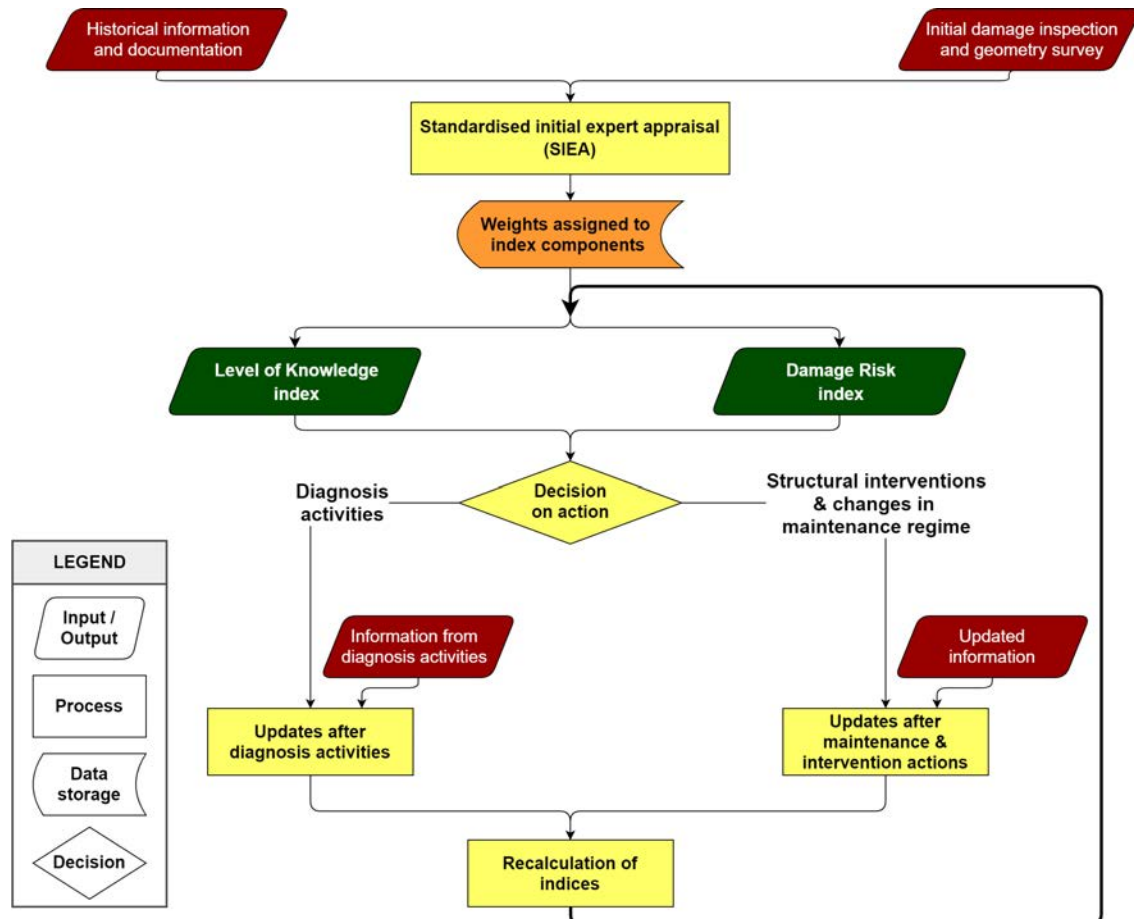 Historical information
and documentation
Initial damage inspection
and geometry survey
Standardised initial expert appraisal
(SIEA)
Weights assigned to
index components
Level of Knowledge
index
Damage Risk
index
Decision
on action
Diagnosis
activities
Structural interventions
& changes in
maintenance regime
Information from
diagnosis activities
Updated
information
Updates after
diagnosis activities
Updates after
maintenance &
intervention actions
Recalculation of
indices
LEGEND
Input /
Output
Process
Data
storage
Decision